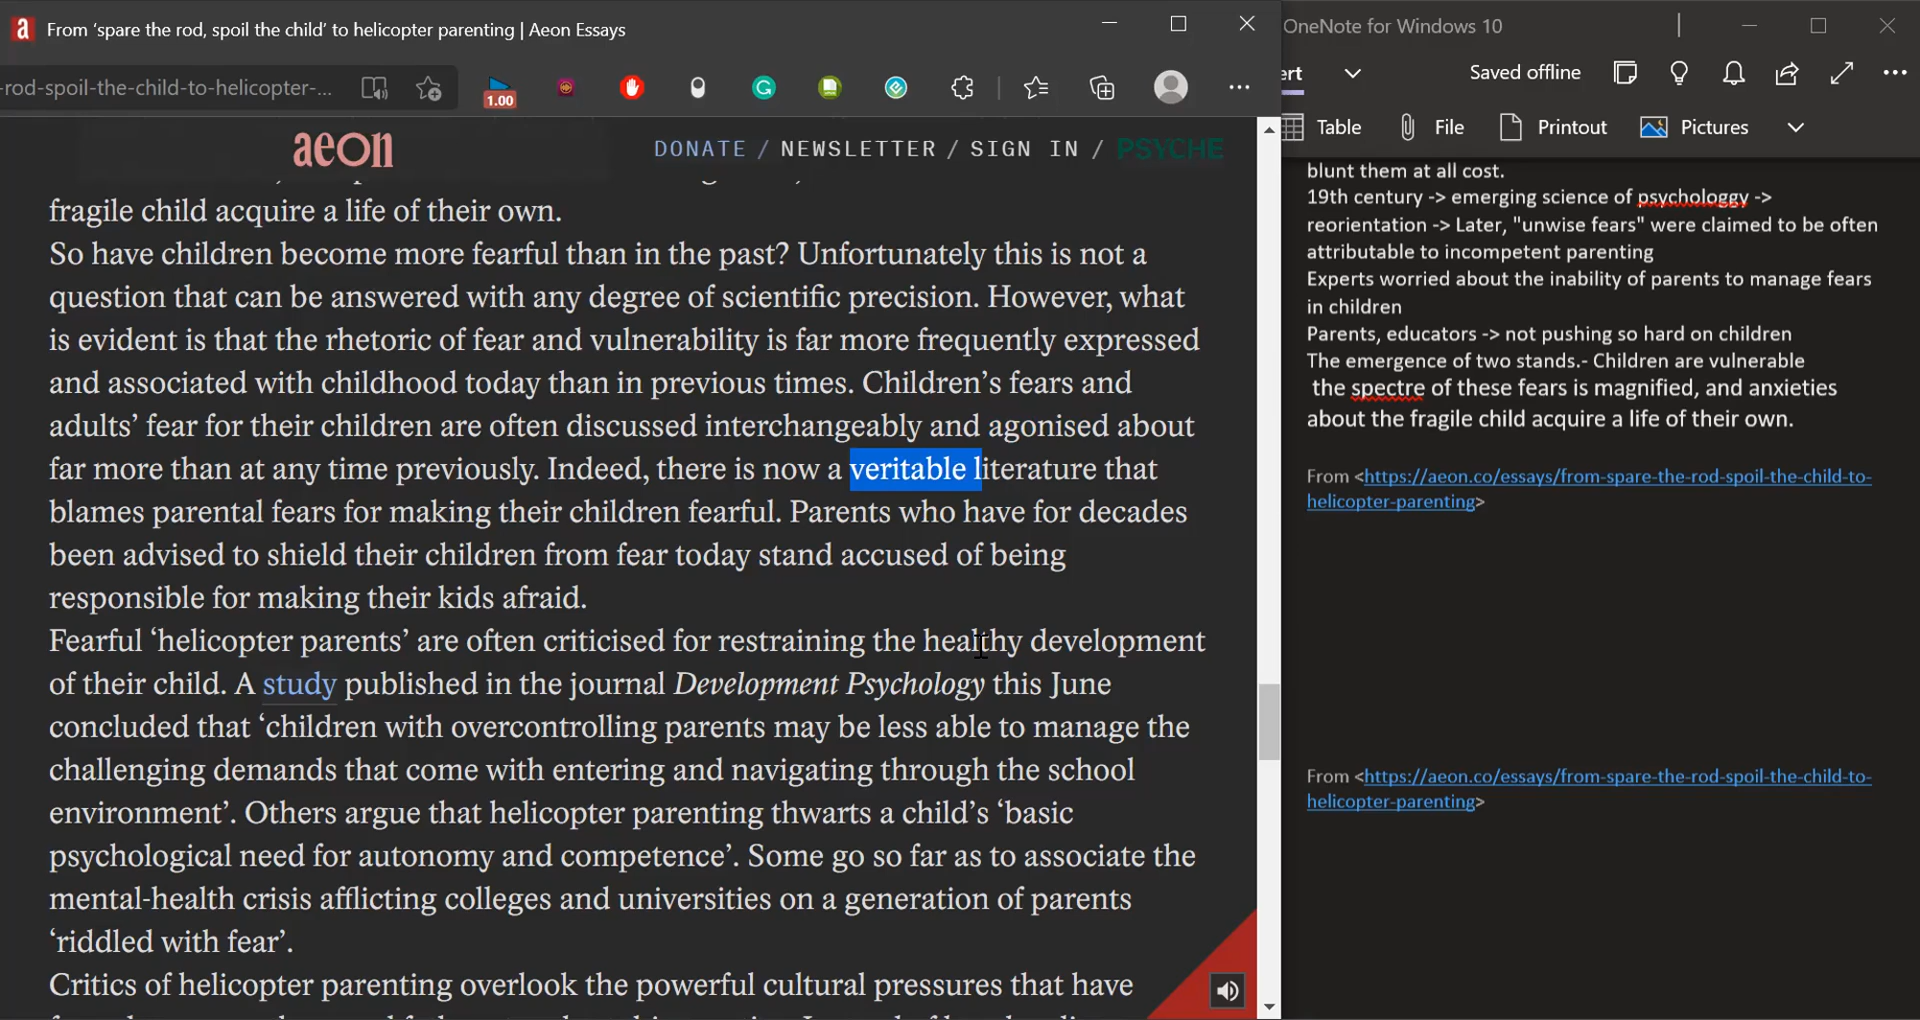 From ‘spare the rod, spoil the child’ to helicopter parenting | Aeon Essays
-rod-spoil-the-child-to-helicopter-...
1.00
aeon
DONATE / NEWSLETTER / SIGN IN / PSYCHE
fragile child acquire a life of their own.
So have children become more fearful than in the past? Unfortunately this is not a
question that can be answered with any degree of scientific precision. However, what
is evident is that the rhetoric of fear and vulnerability is far more frequently expressed
and associated with childhood today than in previous times. Children’s fears and
adults’ fear for their children are often discussed interchangeably and agonised about
far more than at any time previously. Indeed, there is now a veritable literature that
blames parental fears for making their children fearful. Parents who have for decades
been advised to shield their children from fear today stand accused of being
responsible for making their kids afraid.
Fearful ‘helicopter parents’ are often criticised for restraining the healthy development
of their child. A study published in the journal Development Psychology this June
concluded that ‘children with overcontrolling parents may be less able to manage the
challenging demands that come with entering and navigating through the school
environment’. Others argue that helicopter parenting thwarts a child’s ‘basic
psychological need for autonomy and competence’. Some go so far as to associate the
mental-health crisis afflicting colleges and universities on a generation of parents
‘riddled with fear’.
Critics of helicopter parenting overlook the powerful cultural pressures that have
OneNote for Windows 10
ert
Saved offline
Table
File
Printout
Pictures
blunt them at all cost.
19th century -> emerging science of psychologgy ->
reorientation -> Later, "unwise fears" were claimed to be often
attributable to incompetent parenting
Experts worried about the inability of parents to manage fears
in children
Parents, educators -> not pushing so hard on children
The emergence of two stands.- Children are vulnerable
the spectre of these fears is magnified, and anxieties
about the fragile child acquire a life of their own.
From <https://aeon.co/essays/from-spare-the-rod-spoil-the-child-to-
helicopter-parenting>
From <https://aeon.co/essays/from-spare-the-rod-spoil-the-child-to-
helicopter-parenting>